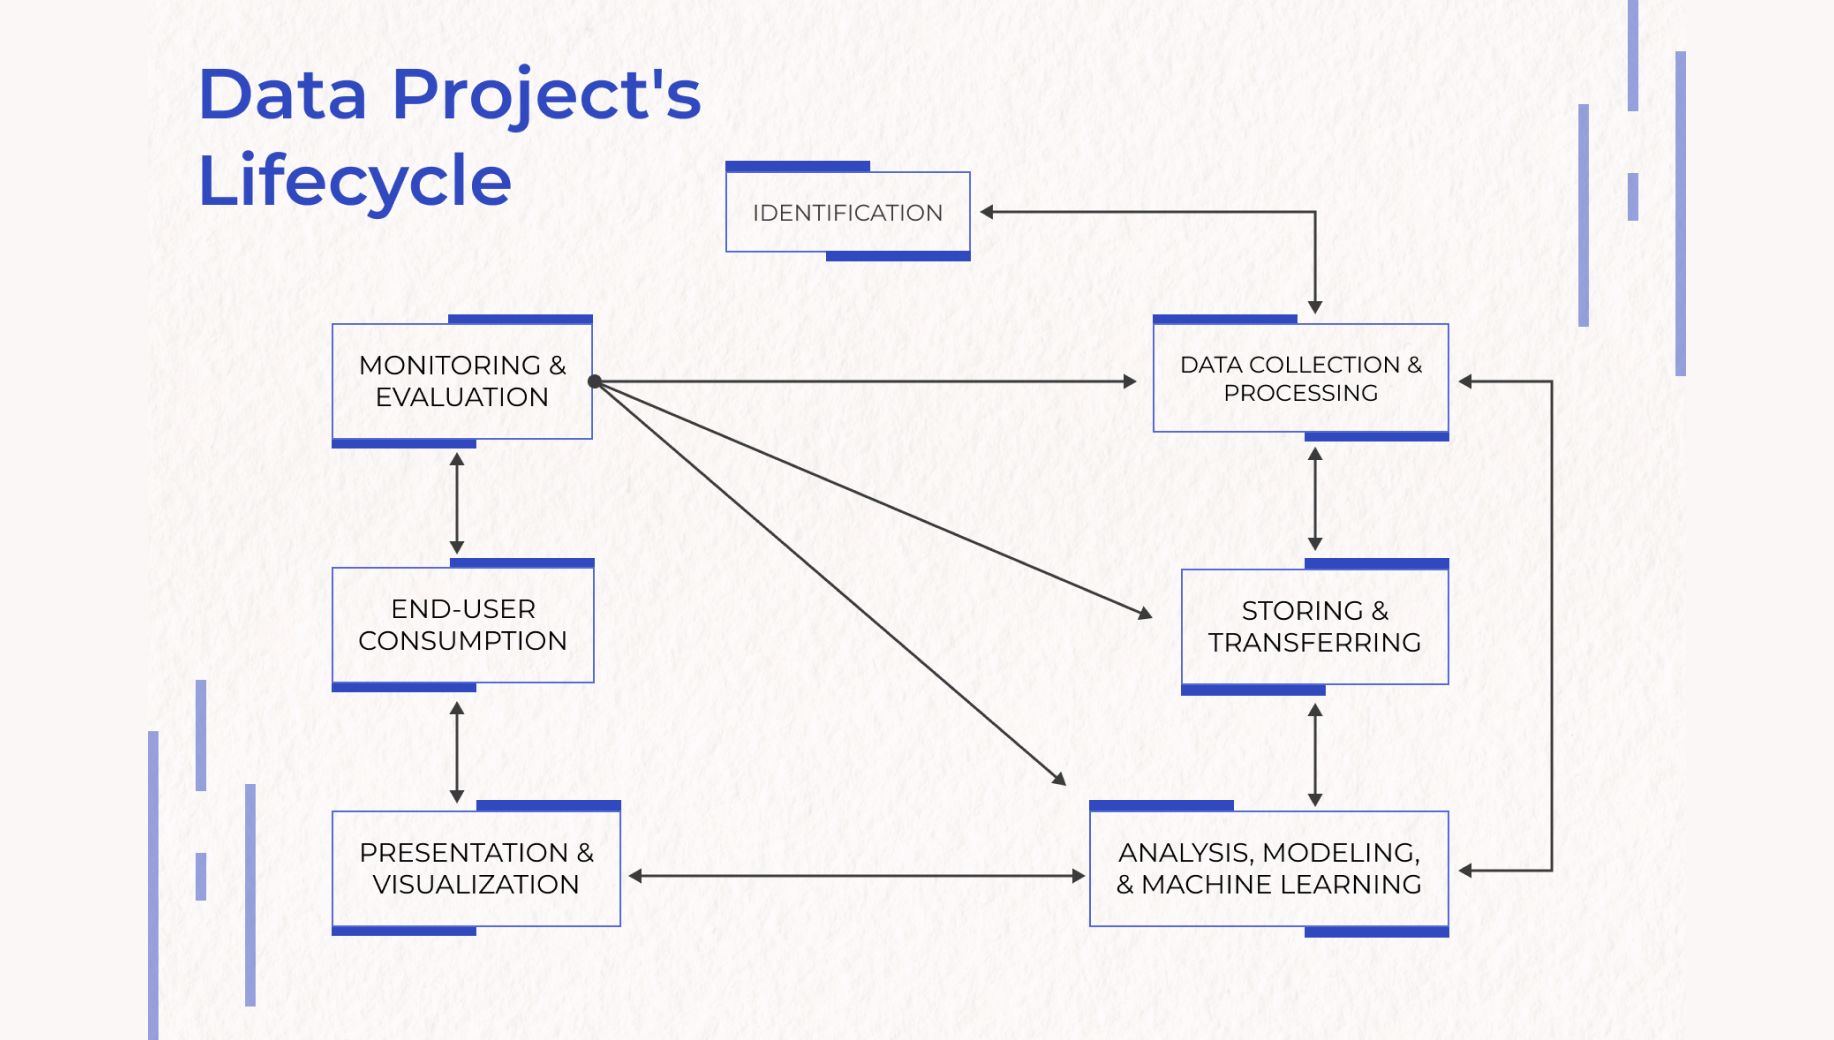 Data Project's
Lifecycle
IDENTIFICATION
MONITORING &
EVALUATION
DATA COLLECTION &
PROCESSING
END-USER
CONSUMPTION
STORING &
TRANSFERRING
PRESENTATION &
VISUALIZATION
ANALYSIS, MODELING,
& MACHINE LEARNING